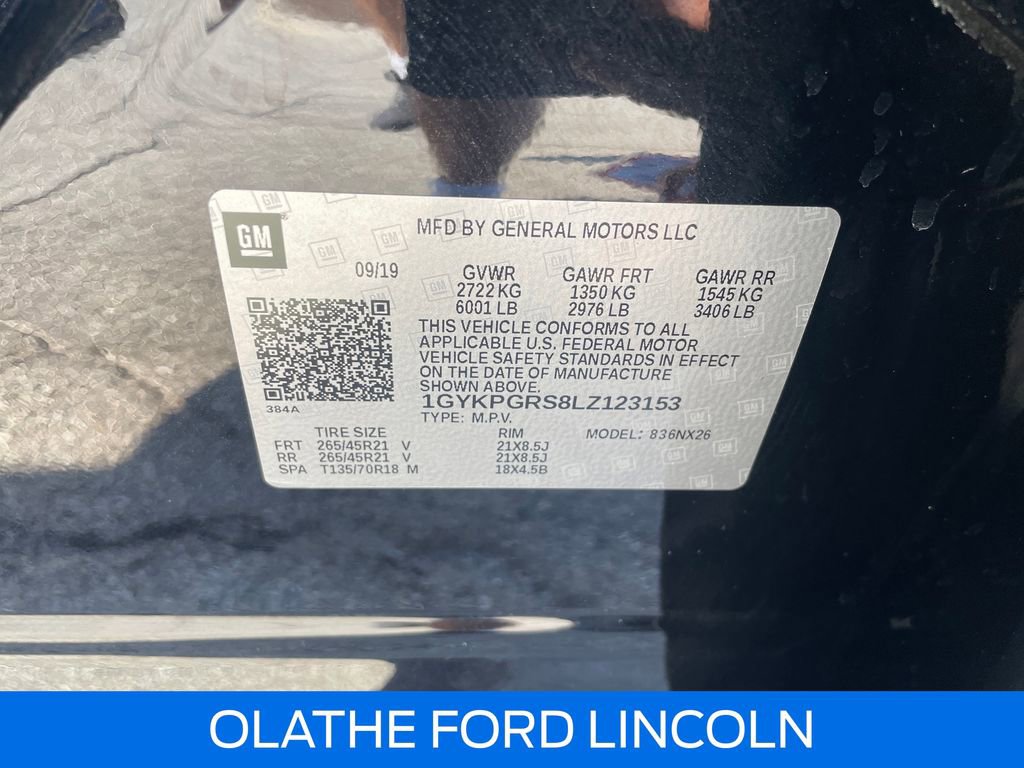 GM
MFD BY GENERAL MOTORS LLC
09/19
GVWR GAWR FRT GAWR RR
2722 KG 1350 KG 1545 KG
6001 LB 2976 LB 3406 LB
THIS VEHICLE CONFORMS TO ALL
APPLICABLE U.S. FEDERAL MOTOR
VEHICLE SAFETY STANDARDS IN EFFECT
ON THE DATE OF MANUFACTURE
SHOWN ABOVE.
384A
1GYKPGRS8LZ123153
TYPE: M.P.V.
TIRE SIZE RIM MODEL: 836NX26
FRT 265/45R21 V 21X8.5J
RR 265/45R21 V 21X8.5J
SPA T135/70R18 M 18X4.5B
OLATHE FORD LINCOLN